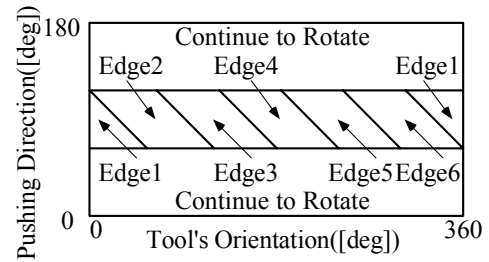 180
Continue to Rotate
Edge2 Edge4 Edge1
Pushing Direction([deg])
Edge1 Edge3 Edge5 Edge6
Continue to Rotate
0
0 360
Tool's Orientation([deg])